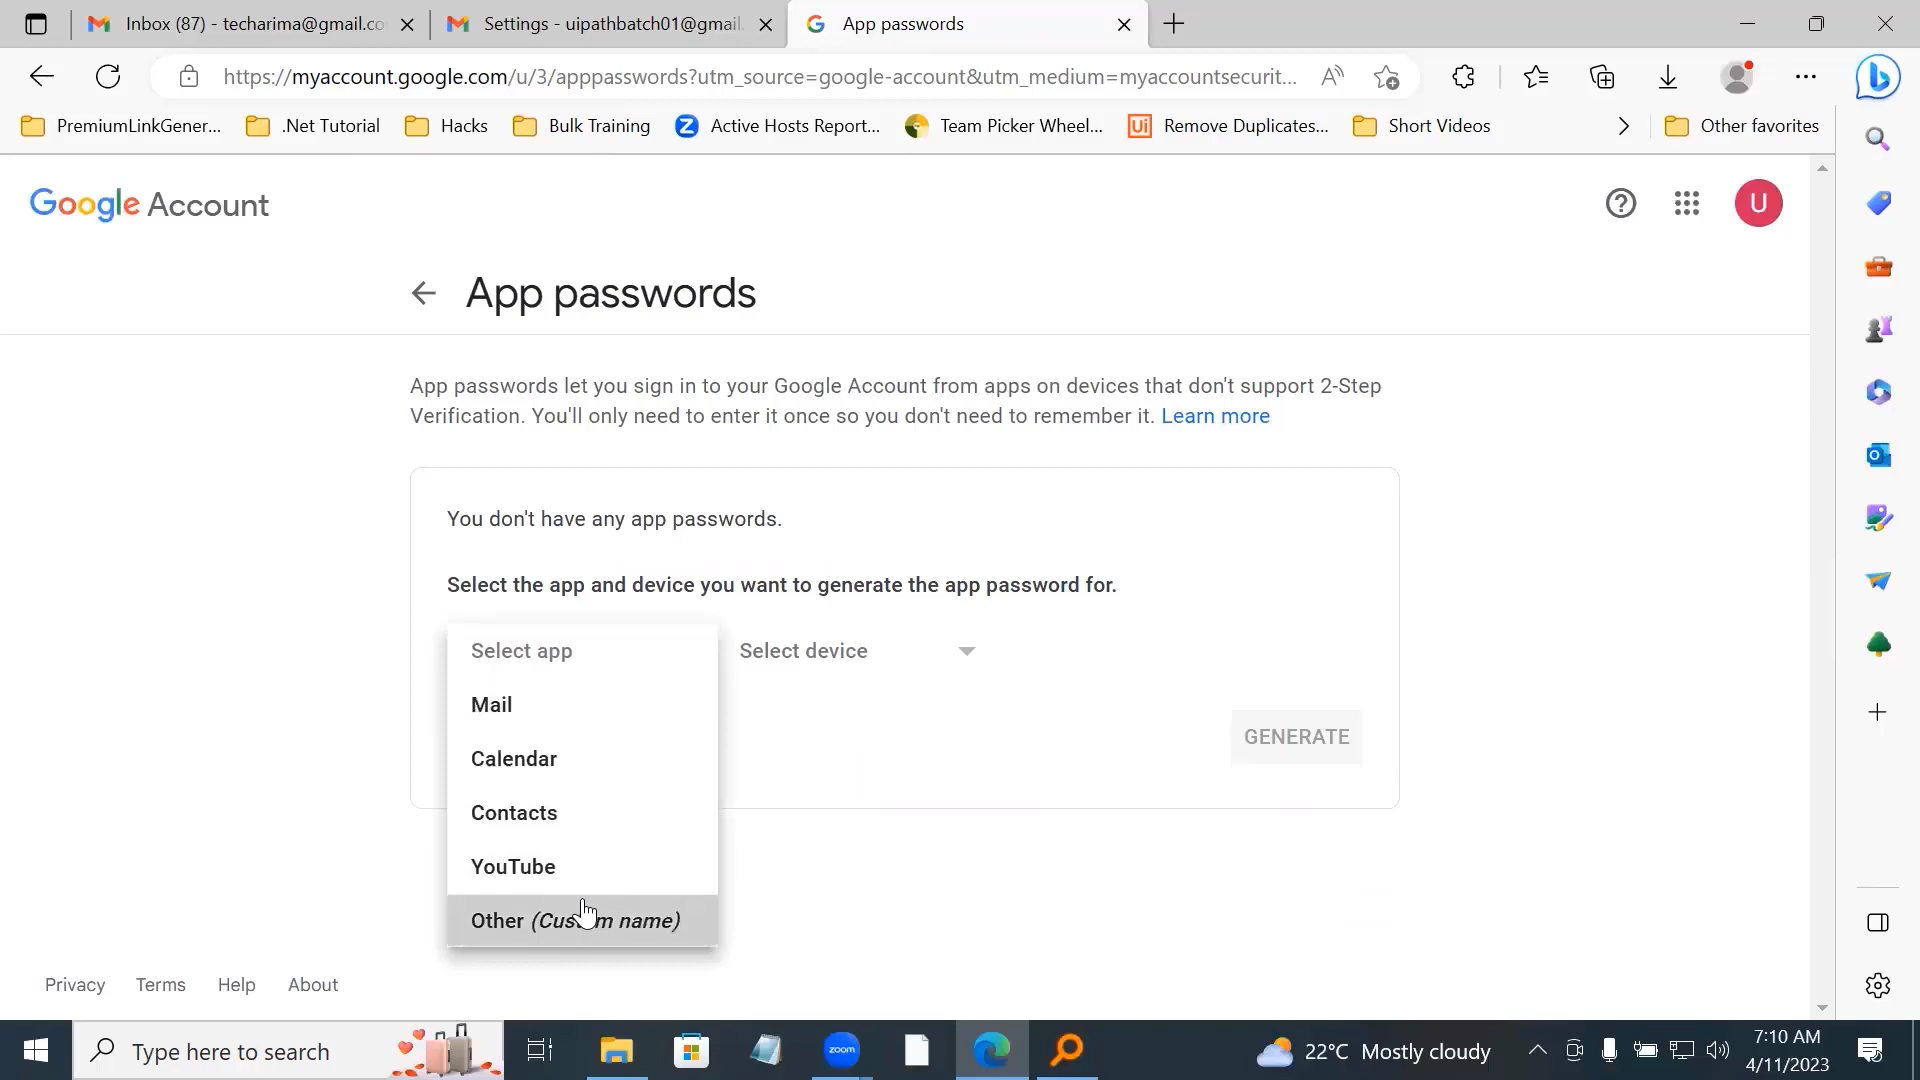 Inbox (87) - techarima@gmail.co
Settings - uipathbatch01@gmail.
App passwords
https://myaccount.google.com/u/3/apppasswords?utm_source=google-account&utm_medium=myaccountsecurit...
PremiumLinkGener...
.Net Tutorial
Hacks
Bulk Training
Active Hosts Report...
Team Picker Wheel...
Ui
Remove Duplicates...
Short Videos
Other favorites
Google Account
U
App passwords
App passwords let you sign in to your Google Account from apps on devices that don't support 2-Step
Verification. You'll only need to enter it once so you don't need to remember it. Learn more
You don't have any app passwords.
Select the app and device you want to generate the app password for.
Select app
Select device
Mail
GENERATE
Calendar
Contacts
YouTube
Other (Custom name)
Privacy
Terms
Help
About
Type here to search
zoom
22°C Mostly cloudy
7:10 AM
4/11/2023